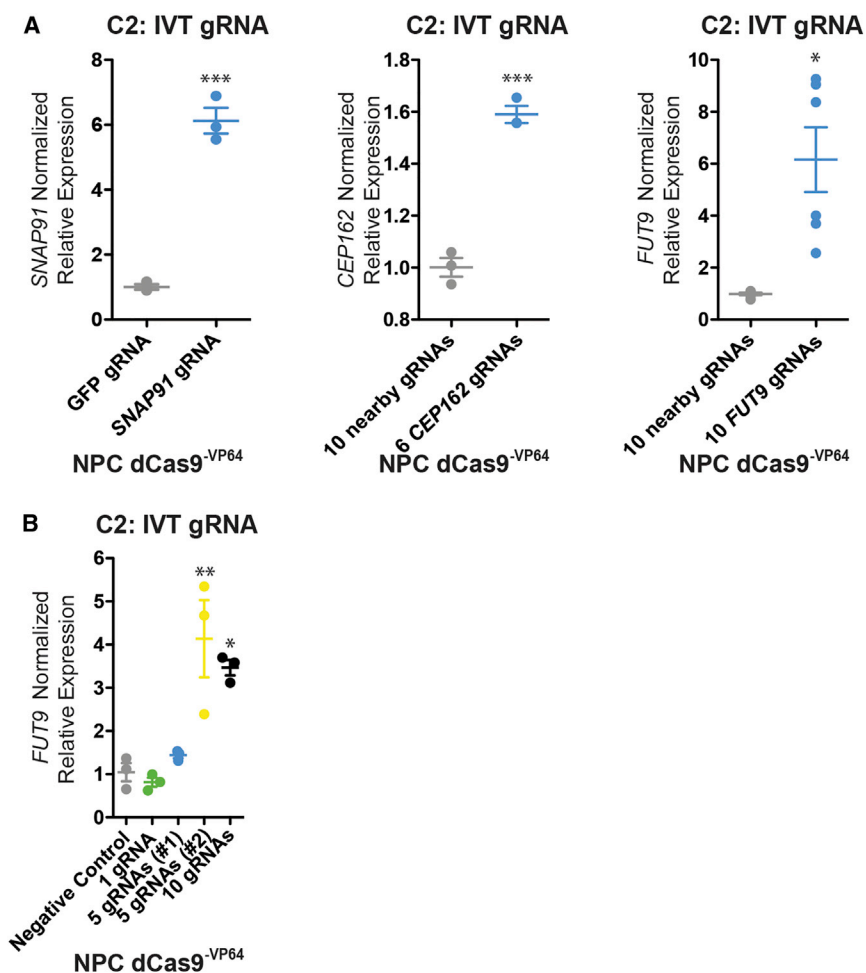 A
C2: IVT gRNA
SNAP91 Normalized
Relative Expression
8
6
4
2
0
***
GFP gRNA
SNAP91 gRNA
NPC dCas9-VP64
C2: IVT gRNA
CEP162 Normalized
Relative Expression
1.8
1.6
1.4
1.2
1.0
0.8
***
10 nearby gRNAs
6 CEP162 gRNAs
NPC dCas9-VP64
C2: IVT gRNA
FUT9 Normalized
Relative Expression
10
8
6
4
2
0
*
10 nearby gRNAs
10 FUT9 gRNAs
NPC dCas9-VP64
B
C2: IVT gRNA
FUT9 Normalized
Relative Expression
6
5
4
3
2
1
0
**
*
Negative Control
1 gRNA
5 gRNAs (#1)
5 gRNAs (#2)
10 gRNAs
NPC dCas9-VP64